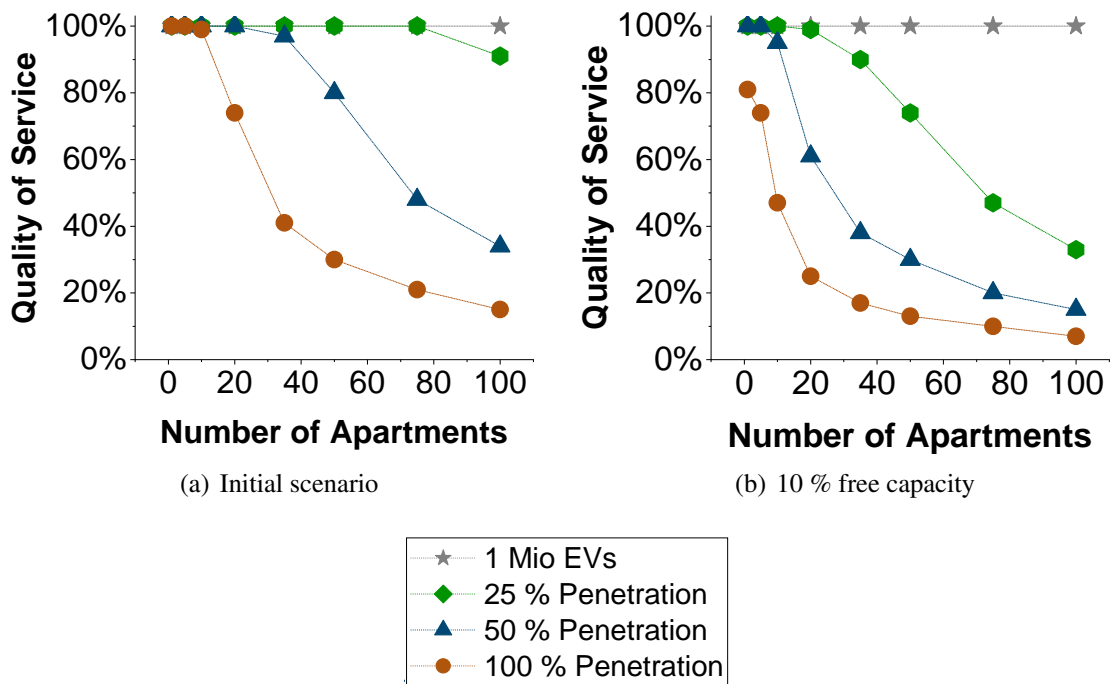 100%
80%
60%
40%
20%
0%
Quality of Service
0 20 40 60 80 100
Number of Apartments
(a) Initial scenario
100%
80%
60%
40%
20%
0%
Quality of Service
0 20 40 60 80 100
Number of Apartments
(b) 10 % free capacity
1 Mio EVs
25 % Penetration
50 % Penetration
100 % Penetration